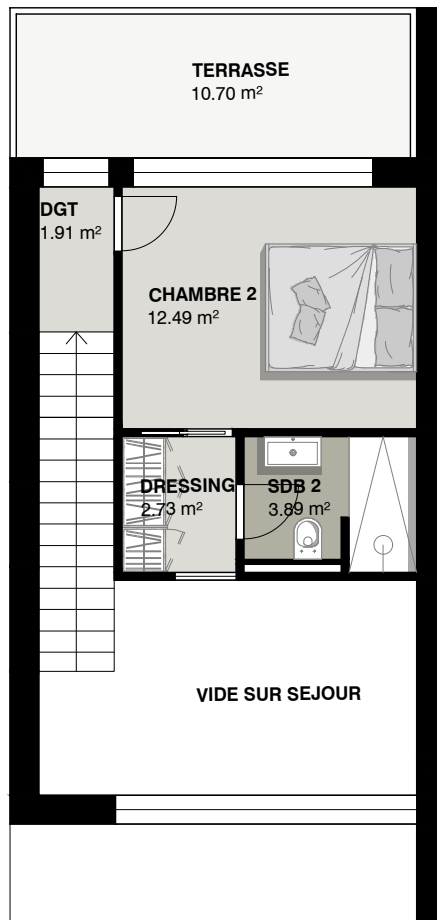 TERRASSE
10.70 m²
DGT
1.91 m²
CHAMBRE 2
12.49 m²
DRESSING
2.73 m²
SDB 2
3.89 m²
VIDE SUR SEJOUR